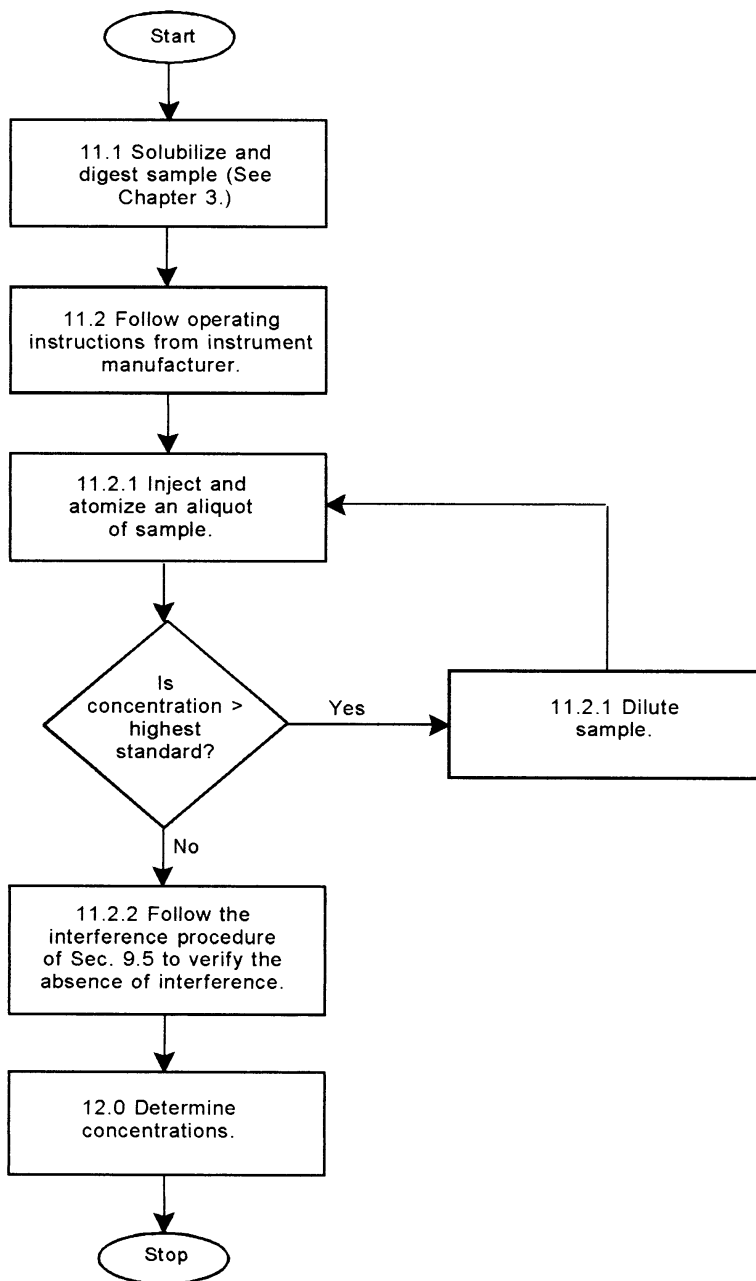 Start
11.1 Solubilize and
digest sample (See
Chapter 3.)
11.2 Follow operating
instructions from instrument
manufacturer.
11.2.1 Inject and
atomize an aliquot
of sample.
Is
concentration >
highest
standard?
Yes
11.2.1 Dilute
sample.
No
11.2.2 Follow the
interference procedure
of Sec. 9.5 to verify the
absence of interference.
12.0 Determine
concentrations.
Stop